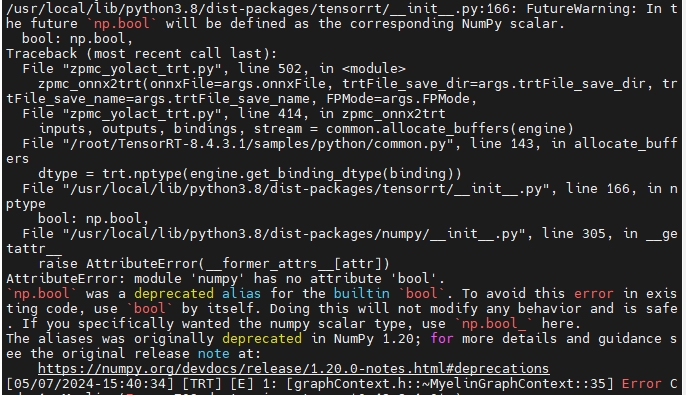 /usr/local/lib/python3.8/dist-packages/tensorrt/__init__.py:166: FutureWarning: In t
he future `np.bool` will be defined as the corresponding NumPy scalar.
  bool: np.bool,
Traceback (most recent call last):
  File "zpmc_yolact_trt.py", line 502, in <module>
    zpmc_onnx2trt(onnxFile=args.onnxFile, trtFile_save_dir=args.trtFile_save_dir, tr
tFile_save_name=args.trtFile_save_name, FPMode=args.FPMode,
  File "zpmc_yolact_trt.py", line 414, in zpmc_onnx2trt
    inputs, outputs, bindings, stream = common.allocate_buffers(engine)
  File "/root/TensorRT-8.4.3.1/samples/python/common.py", line 143, in allocate_buff
ers
    dtype = trt.nptype(engine.get_binding_dtype(binding))
  File "/usr/local/lib/python3.8/dist-packages/tensorrt/__init__.py", line 166, in n
ptype
    bool: np.bool,
  File "/usr/local/lib/python3.8/dist-packages/numpy/__init__.py", line 305, in __ge
tattr__
    raise AttributeError(__former_attrs__[attr])
AttributeError: module 'numpy' has no attribute 'bool'.
`np.bool` was a deprecated alias for the builtin `bool`. To avoid this error in exis
ting code, use `bool` by itself. Doing this will not modify any behavior and is safe
. If you specifically wanted the numpy scalar type, use `np.bool_` here.
The aliases was originally deprecated in NumPy 1.20; for more details and guidance s
ee the original release note at:
    https://numpy.org/devdocs/release/1.20.0-notes.html#deprecations
[05/07/2024-15:40:34] [TRT] [E] 1: [graphContext.h::~MyelinGraphContext::35] Error C